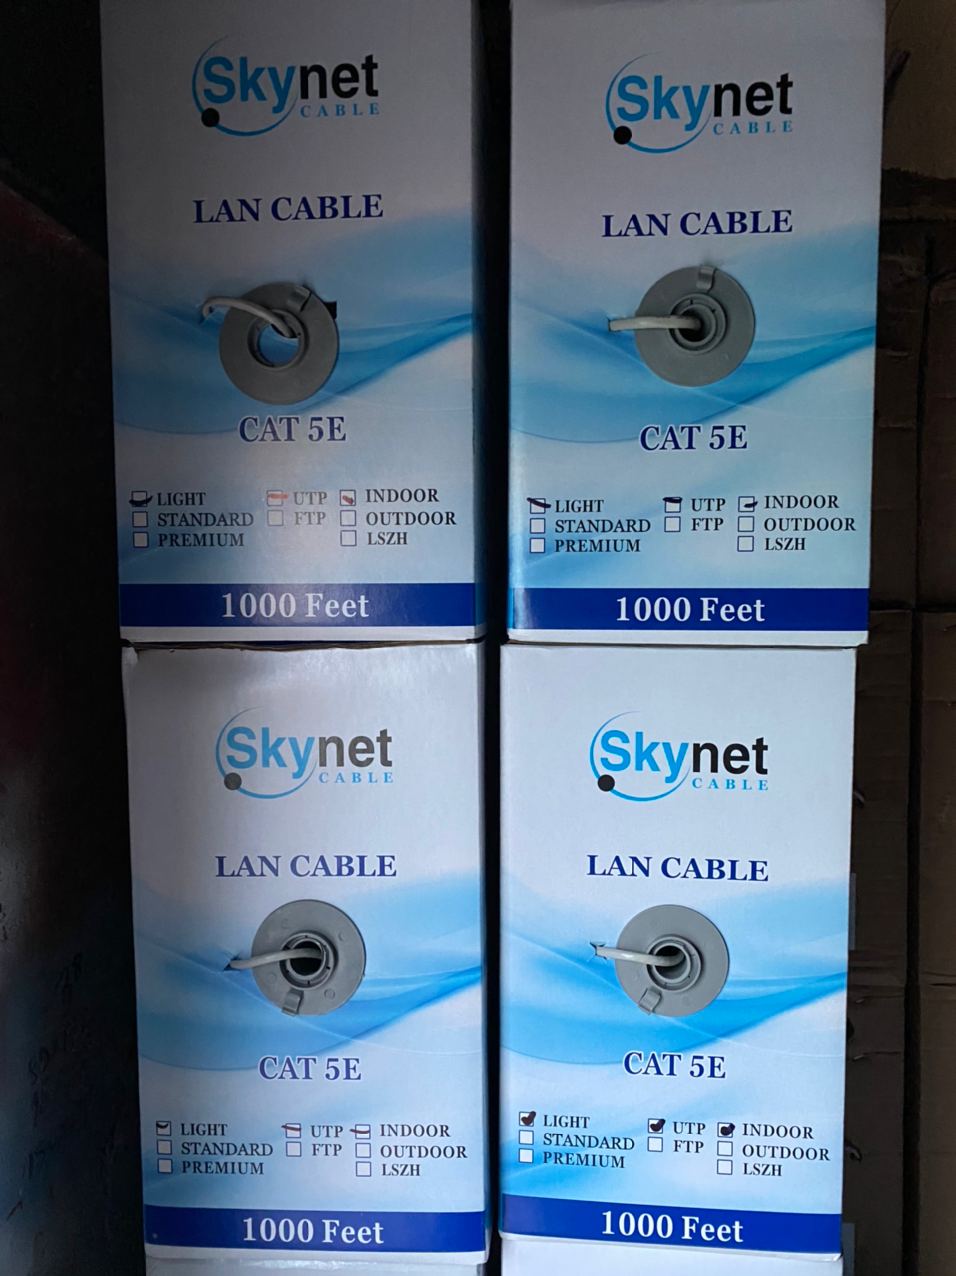 Skynet
CABLE
LAN CABLE
CAT 5E
LIGHT UTP INDOOR
STANDARD FTP OUTDOOR
PREMIUM LSZH
1000 Feet
Skynet
CABLE
LAN CABLE
CAT 5E
LIGHT UTP INDOOR
STANDARD FTP OUTDOOR
PREMIUM LSZH
1000 Feet
Skynet
CABLE
LAN CABLE
CAT 5E
LIGHT UTP INDOOR
STANDARD FTP OUTDOOR
PREMIUM LSZH
1000 Feet
Skynet
CABLE
LAN CABLE
CAT 5E
LIGHT UTP INDOOR
STANDARD FTP OUTDOOR
PREMIUM LSZH
1000 Feet